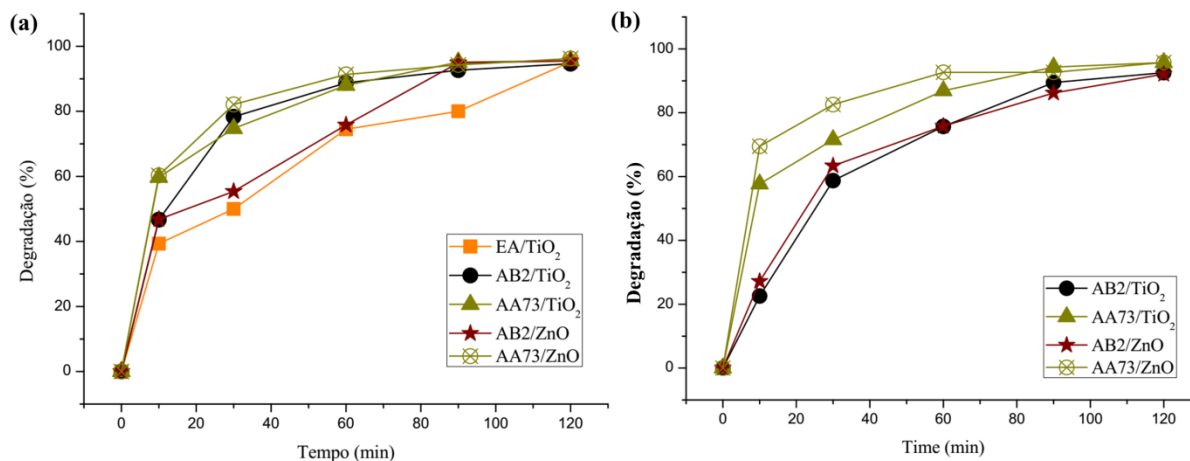 (a)
100
80
60
40
20
0
Degradação (%)
0 20 40 60 80 100 120
Tempo (min)
EA/TiO₂
AB2/TiO₂
AA73/TiO₂
AB2/ZnO
AA73/ZnO
(b)
100
80
60
40
20
0
Degradação (%)
0 20 40 60 80 100 120
Time (min)
AB2/TiO₂
AA73/TiO₂
AB2/ZnO
AA73/ZnO